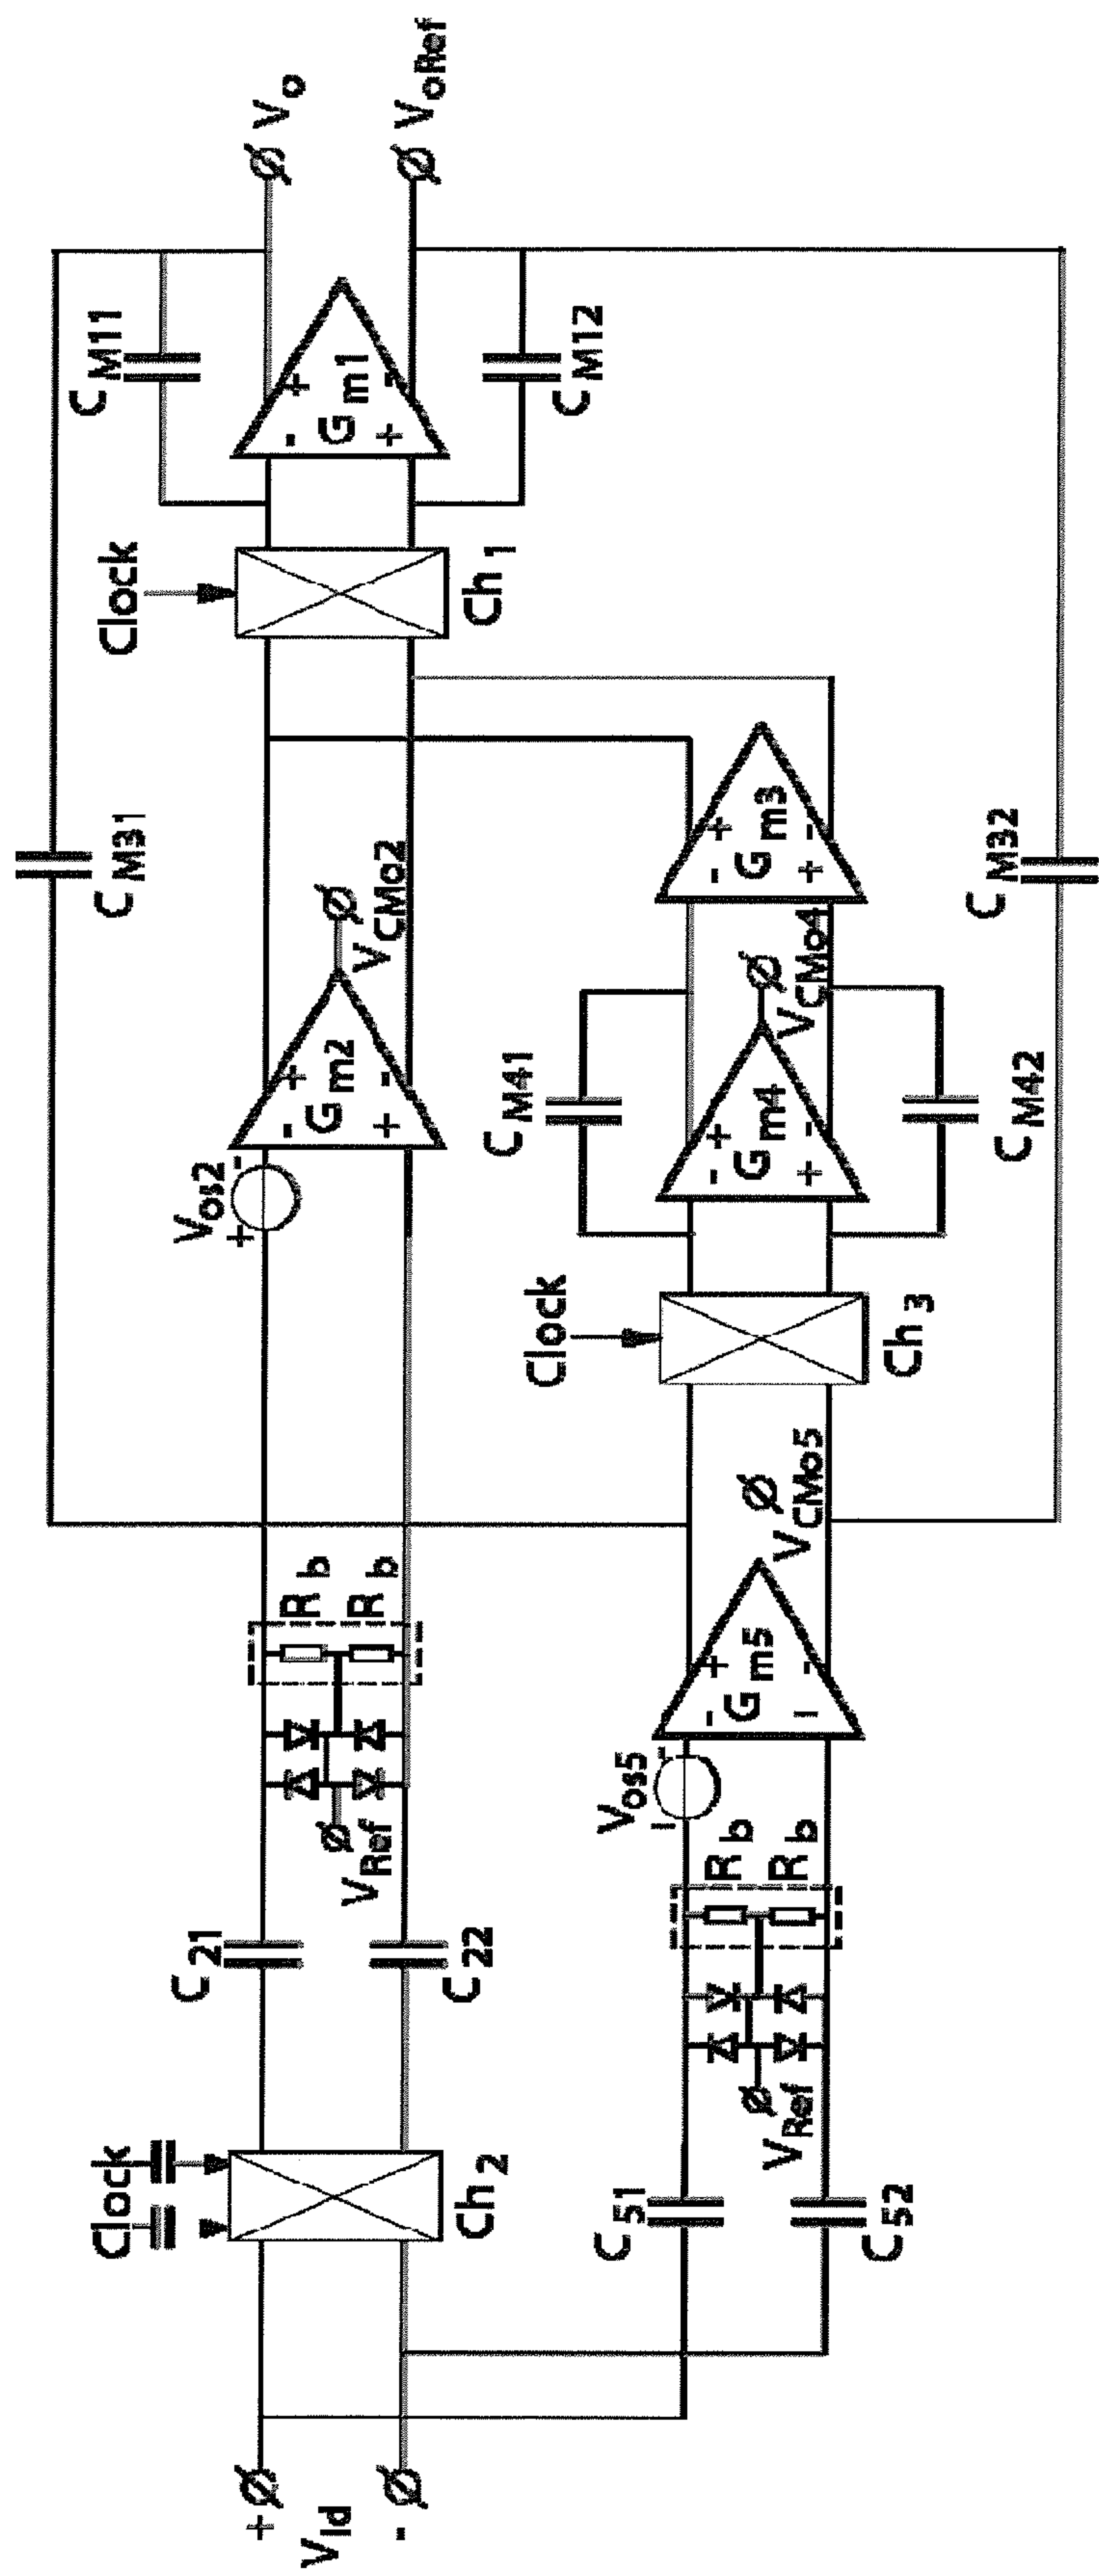 Clock
Clock
+
VId
-
Ch2
C21
C22
VRef
Rb
Rb
Vos2
+
-
-
+
Gm2
+
-
VCMo2
CM31
Clock
Ch1
CM11
-
+
Gm1
+
-
CM12
Vo
VoRef
C51
C52
VRef
Rb
Rb
Vos5
-
-
Gm5
+
-
VCMo5
Clock
Ch3
CM41
-
+
Gm4
+
-
VCMo4
CM42
-
+
Gm3
+
-
CM32